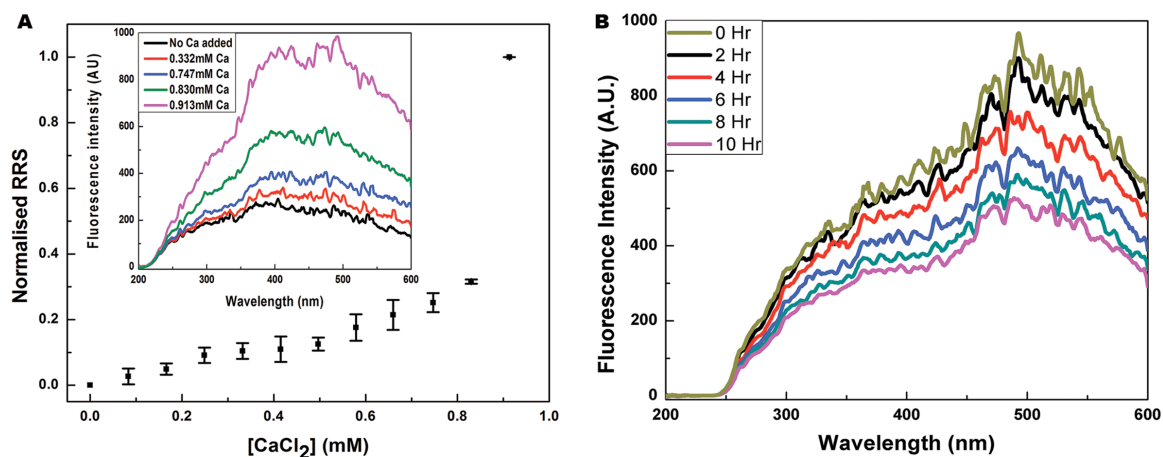 A
Normalised RRS
1.0
0.8
0.6
0.4
0.2
0.0
0.0
0.2
0.4
0.6
0.8
1.0
[CaCl2] (mM)
Fluorescence intensity (AU)
1000
800
600
400
200
0
200
300
400
500
600
Wavelength (nm)
No Ca added
0.332mM Ca
0.747mM Ca
0.830mM Ca
0.913mM Ca
B
Fluorescence Intensity (A.U.)
1000
800
600
400
200
0
200
300
400
500
600
Wavelength (nm)
0 Hr
2 Hr
4 Hr
6 Hr
8 Hr
10 Hr